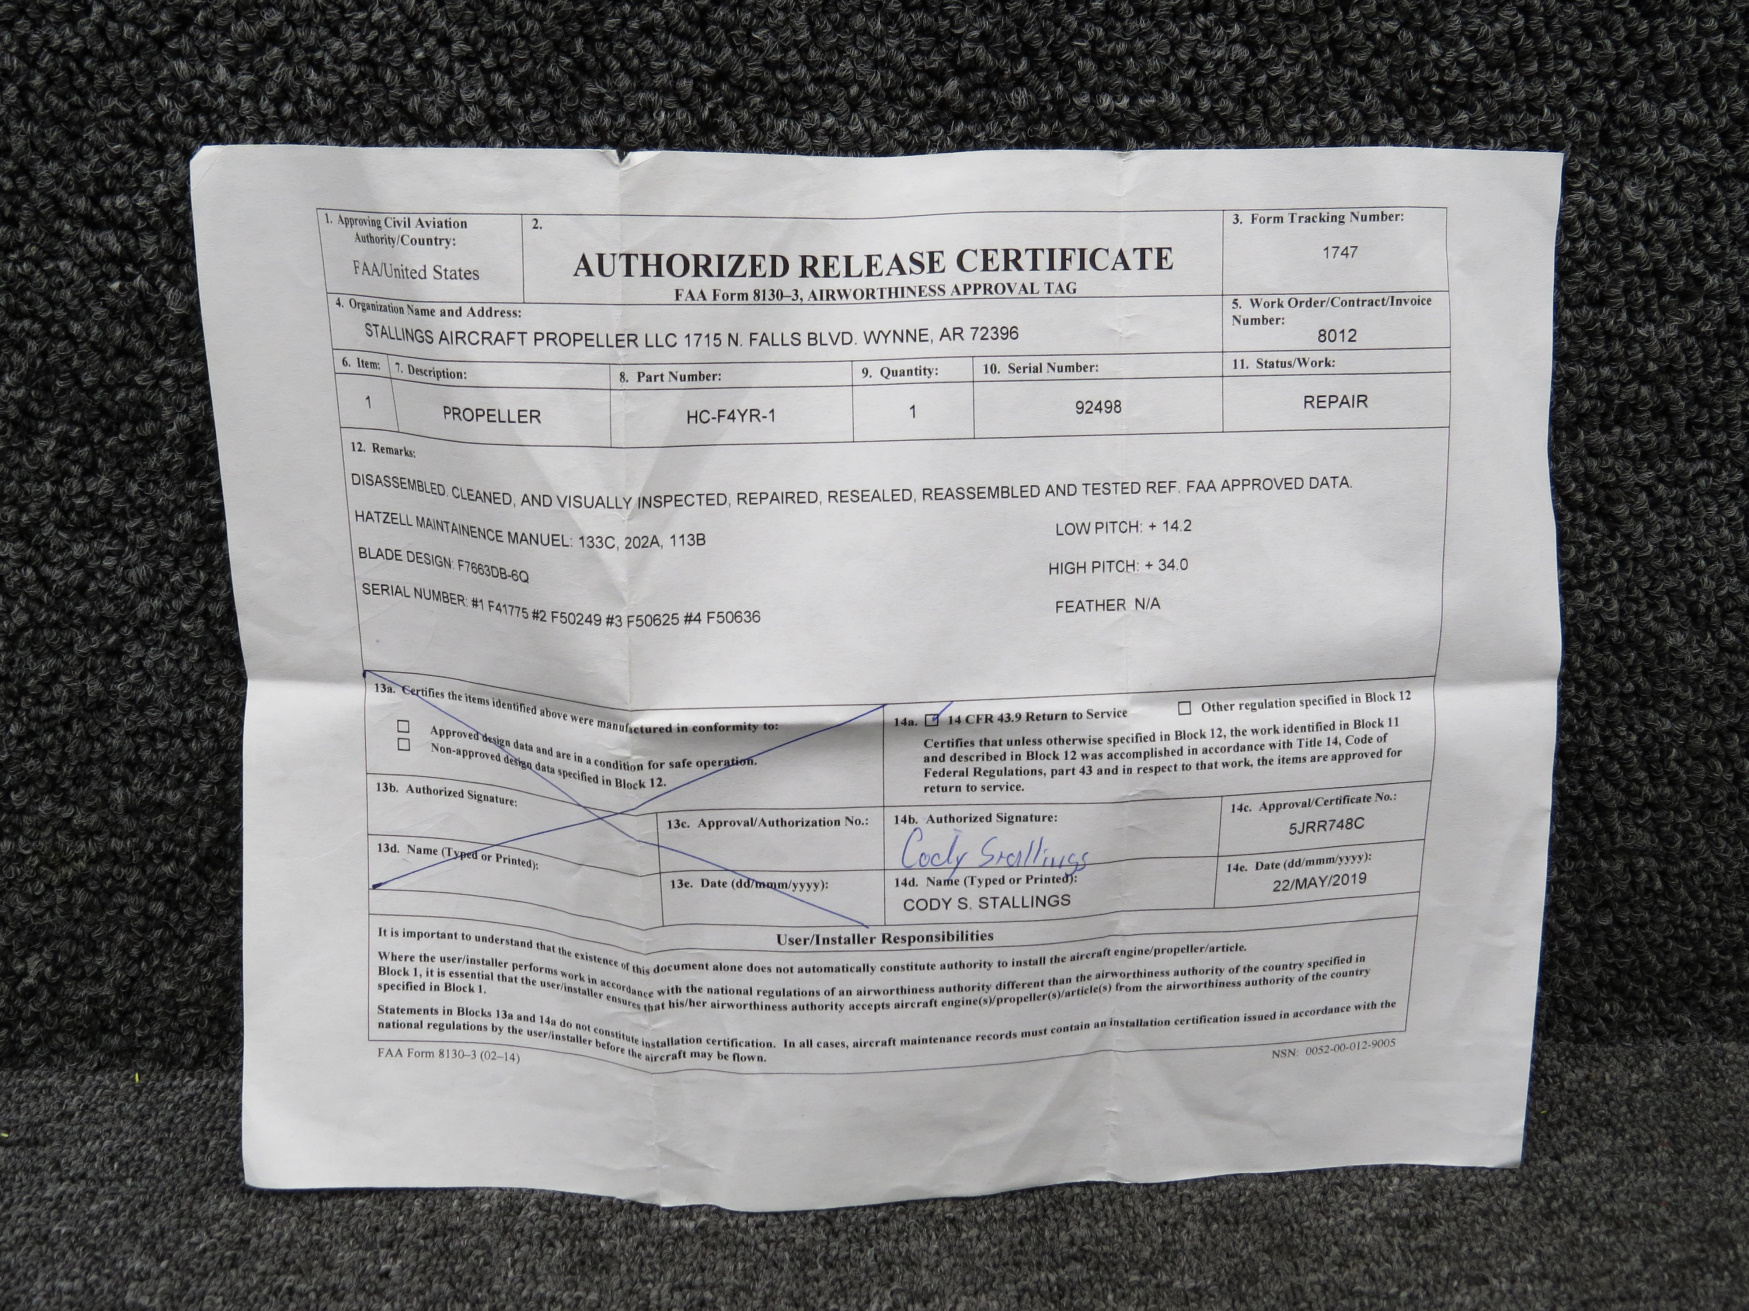 1. Approving Civil Aviation
Authority/Country:
FAA/United States
2.
AUTHORIZED RELEASE CERTIFICATE
FAA Form 8130–3, AIRWORTHINESS APPROVAL TAG
3. Form Tracking Number:
1747
4. Organization Name and Address:
STALLINGS AIRCRAFT PROPELLER LLC 1715 N. FALLS BLVD. WYNNE, AR 72396
5. Work Order/Contract/Invoice
Number:
8012
6. Item:
1
7. Description:
PROPELLER
8. Part Number:
HC-F4YR-1
9. Quantity:
1
10. Serial Number:
92498
11. Status/Work:
REPAIR
12. Remarks:
DISASSEMBLED, CLEANED, AND VISUALLY INSPECTED, REPAIRED, RESEALED, REASSEMBLED AND TESTED REF. FAA APPROVED DATA.
HATZELL MAINTAINENCE MANUEL: 133C, 202A, 113B
LOW PITCH: + 14.2
BLADE DESIGN: F7663DB-6Q
HIGH PITCH: + 34.0
SERIAL NUMBER: #1 F41775 #2 F50249 #3 F50625 #4 F50636
FEATHER N/A
13a. Certifies the items identified above were manufactured in conformity to:
Approved design data and are in a condition for safe operation.
Non-approved design data specified in Block 12.
14a. 14 CFR 43.9 Return to Service
Other regulation specified in Block 12
Certifies that unless otherwise specified in Block 12, the work identified in Block 11
and described in Block 12 was accomplished in accordance with Title 14, Code of
Federal Regulations, part 43 and in respect to that work, the items are approved for
return to service.
13b. Authorized Signature:
13c. Approval/Authorization No.:
14b. Authorized Signature:
Cody Stallings
14c. Approval/Certificate No.:
5JRR748C
13d. Name (Typed or Printed):
13e. Date (dd/mmm/yyyy):
14d. Name (Typed or Printed):
CODY S. STALLINGS
14e. Date (dd/mmm/yyyy):
22/MAY/2019
User/Installer Responsibilities
It is important to understand that the existence of this document alone does not automatically constitute authority to install the aircraft engine/propeller/article.
Where the user/installer performs work in accordance with the national regulations of an airworthiness authority different than the airworthiness authority of the country specified in
Block 1, it is essential that the user/installer ensures that his/her airworthiness authority accepts aircraft engine(s)/propeller(s)/article(s) from the airworthiness authority of the country
specified in Block 1.
Statements in Blocks 13a and 14a do not constitute installation certification. In all cases, aircraft maintenance records must contain an installation certification issued in accordance with the
national regulations by the user/installer before the aircraft may be flown.
FAA Form 8130–3 (02–14)
NSN: 0052-00-012-9005